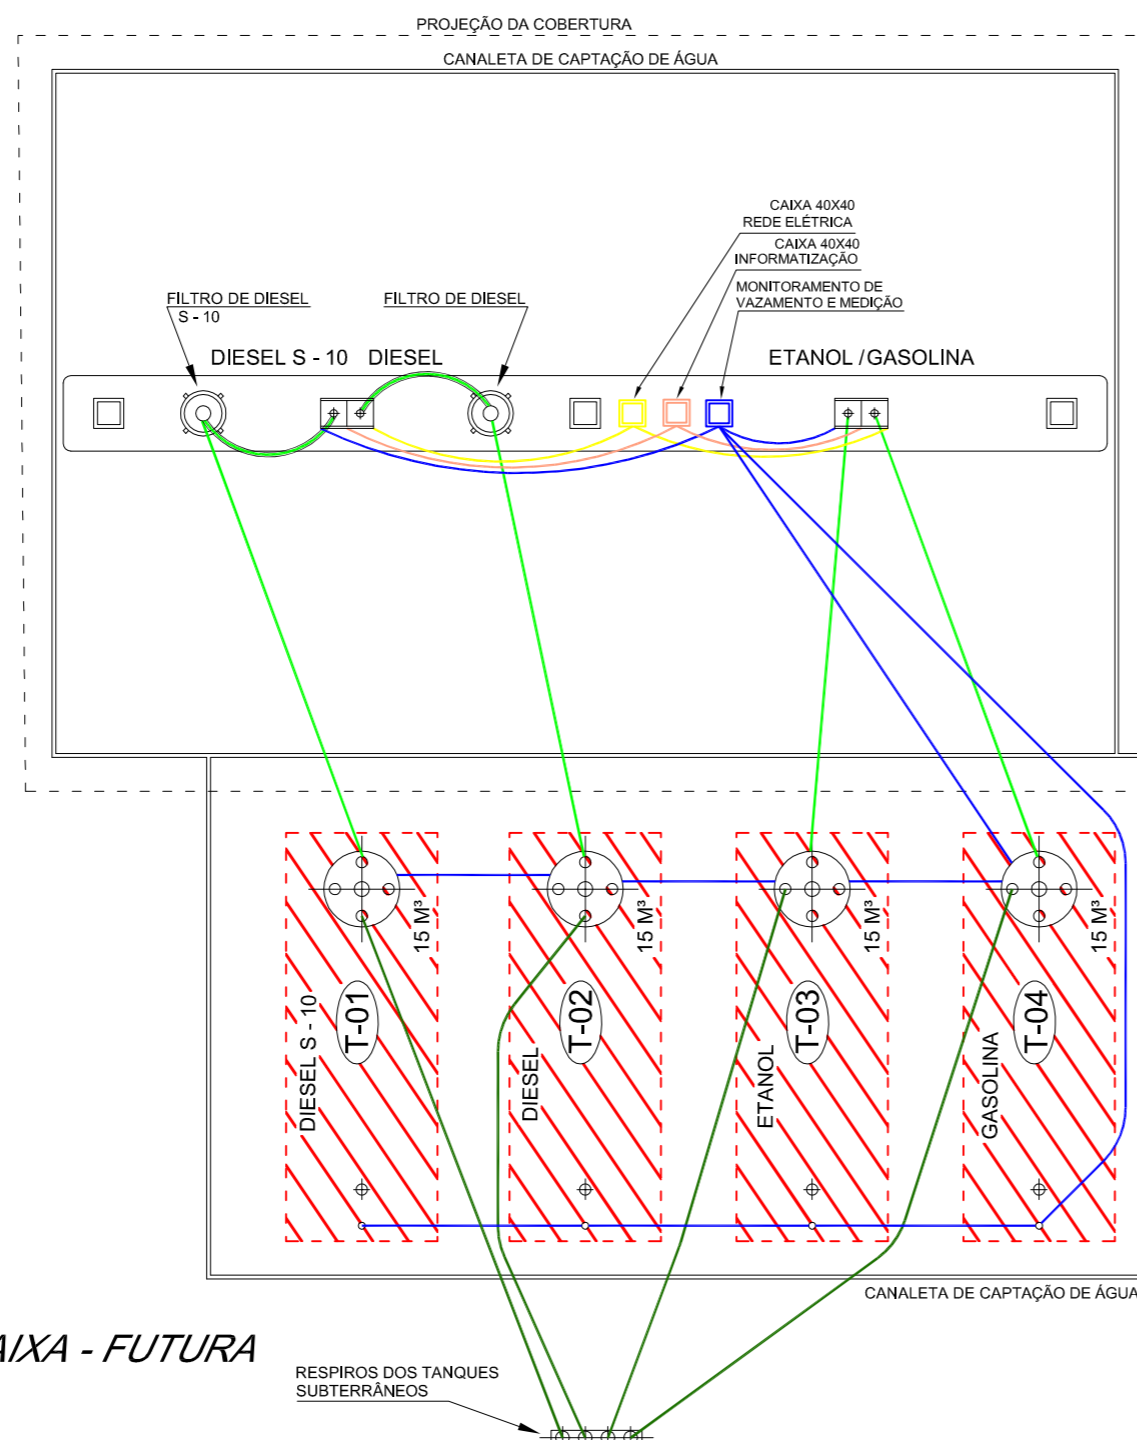 PROJEÇÃO DA COBERTURA
CANALETA DE CAPTAÇÃO DE ÁGUA
CAIXA 40X40
REDE ELÉTRICA
CAIXA 40X40
INFORMATIZAÇÃO
MONITORAMENTO DE
VAZAMENTO E MEDIÇÃO
FILTRO DE DIESEL
S - 10
FILTRO DE DIESEL
DIESEL S - 10
DIESEL
ETANOL / GASOLINA
15 M³
15 M³
15 M³
15 M³
T-01
T-02
T-03
T-04
DIESEL S - 10
DIESEL
ETANOL
GASOLINA
CANALETA DE CAPTAÇÃO DE ÁGUA
AIXA - FUTURA
RESPIROS DOS TANQUES
SUBTERRÂNEOS